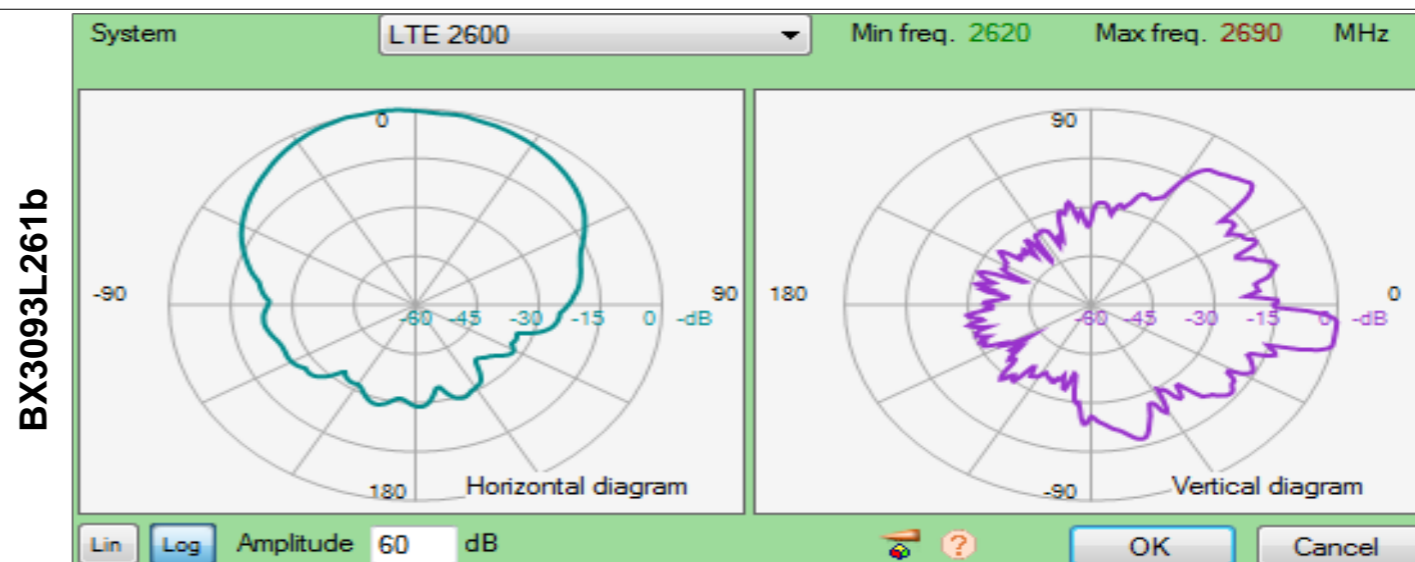 BX3093L261b
System LTE 2600 Min freq. 2620 Max freq. 2690 MHz
0
-90 90
-60 -45 -30 -15 0 -dB
180 Horizontal diagram
90
180 0
-60 -45 -30 -15 0 -dB
-90 Vertical diagram
Lin Log Amplitude 60 dB ? OK Cancel